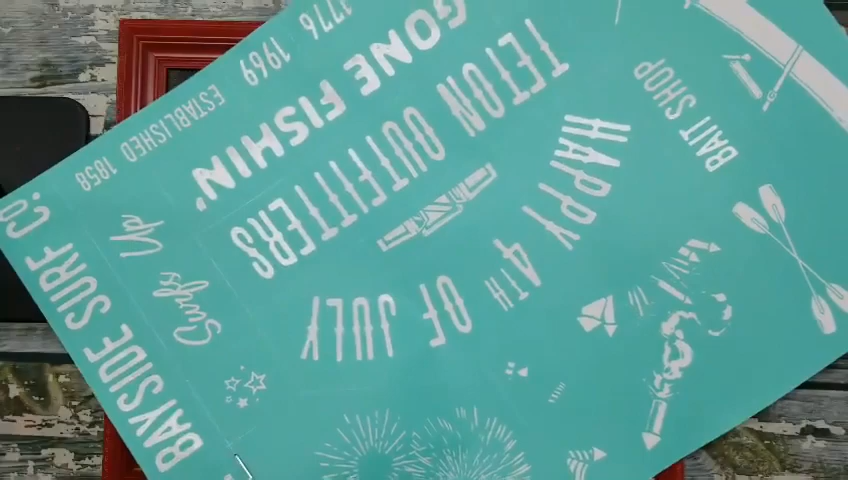 1776
1969
ESTABLISHED 1858
GONE FISHIN'
TETON OUTFITTERS
BAIT SHOP
HAPPY 4TH OF JULY
Surf's Up
BAYSIDE SURF CO.